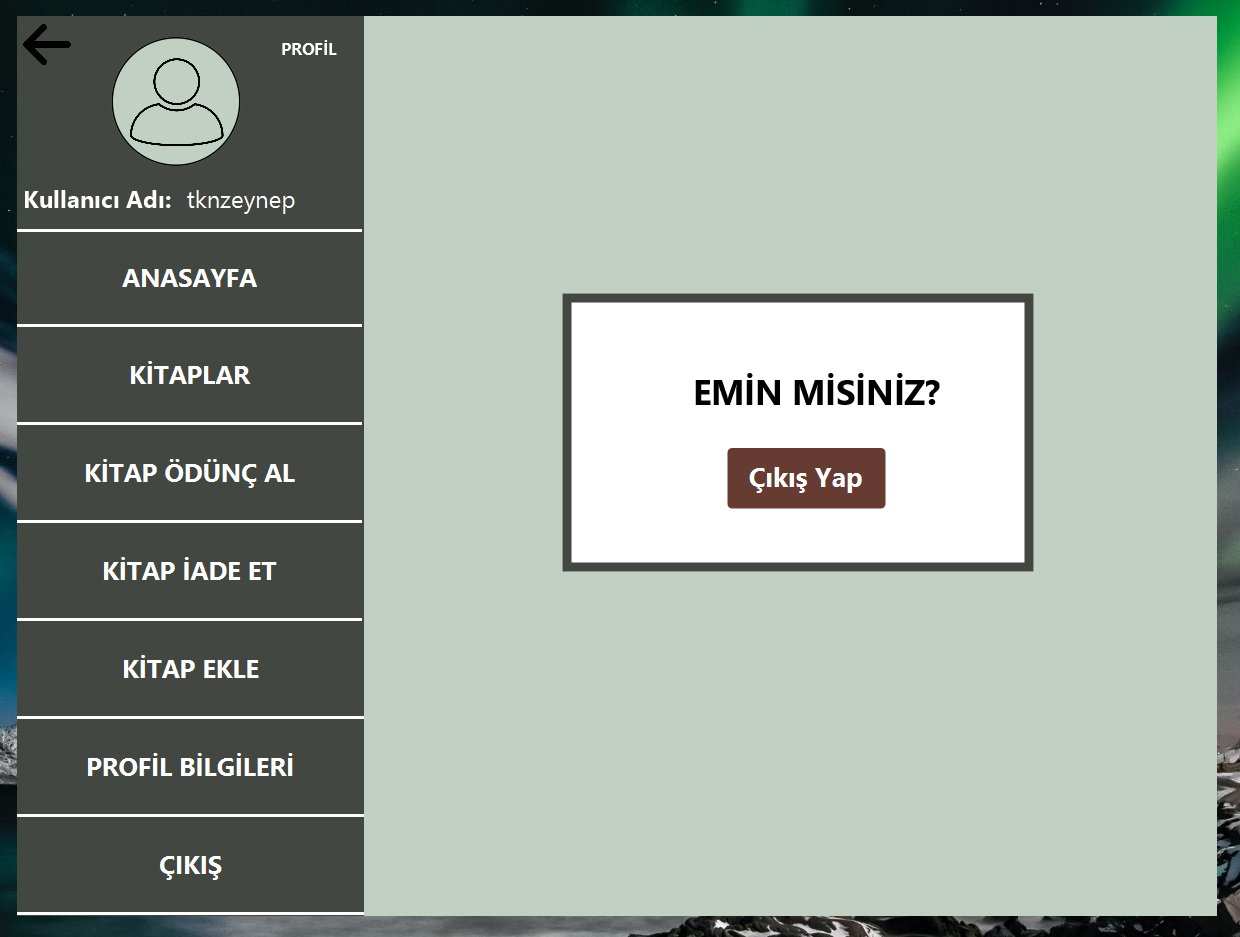 PROFİL
Kullanıcı Adı: tknzeynep
ANASAYFA
KİTAPLAR
KİTAP ÖDÜNÇ AL
KİTAP İADE ET
KİTAP EKLE
PROFİL BİLGİLERİ
ÇIKIŞ
EMİN MİSİNİZ?
Çıkış Yap